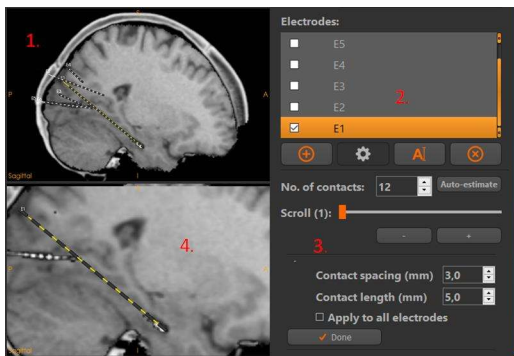 1.
P
A
Sagittal
I
4.
Sagittal
Electrodes:
E5
E4
E3
E2
2.
E1
A
No. of contacts: 12 Auto-estimate
Scroll (1):
- +
3.
Contact spacing (mm) 3,0
Contact length (mm) 5,0
Apply to all electrodes
Done